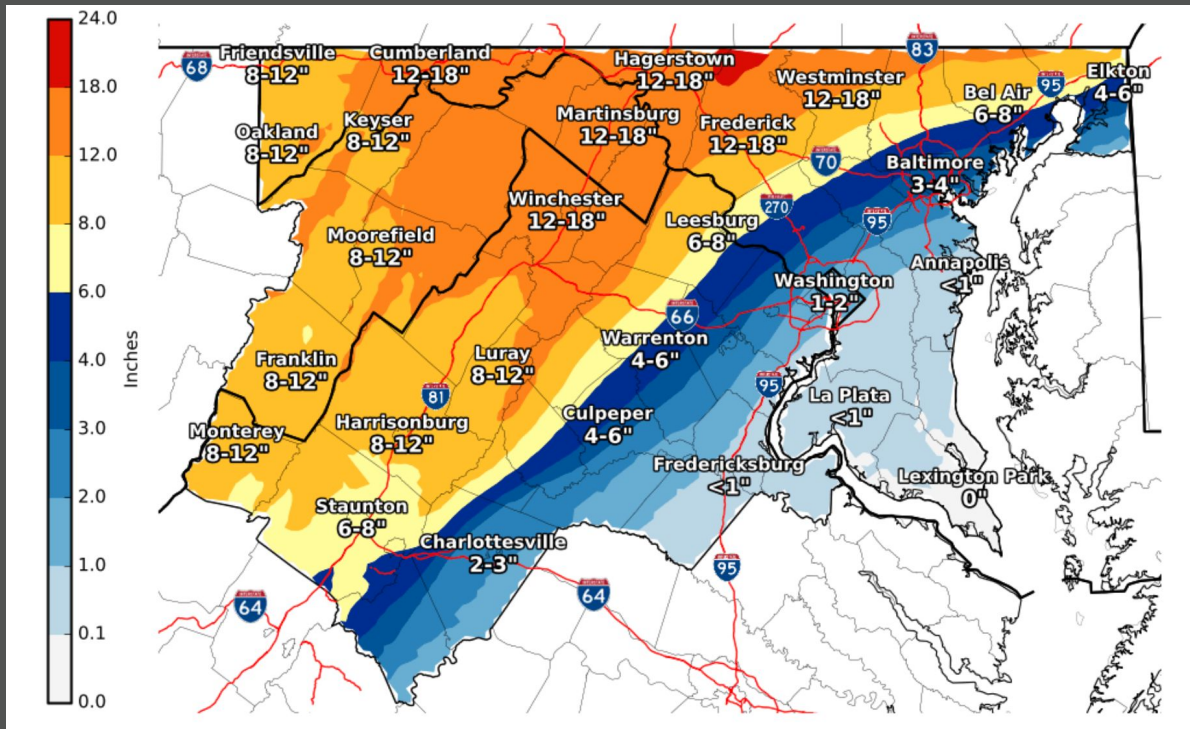 24.0
18.0
12.0
8.0
6.0
4.0
3.0
2.0
1.0
0.1
0.0
Inches
Friendsville
8-12"
Cumberland
12-18"
Hagerstown
12-18"
Westminster
12-18"
Bel Air
6-8"
Elkton
4-6"
Oakland
8-12"
Keyser
8-12"
Martinsburg
12-18"
Frederick
12-18"
Baltimore
3-4"
Winchester
12-18"
Leesburg
6-8"
Moorefield
8-12"
Washington
1-2"
Annapolis
<1"
Franklin
8-12"
Luray
8-12"
Warrenton
4-6"
La Plata
<1"
Monterey
8-12"
Harrisonburg
8-12"
Culpeper
4-6"
Fredericksburg
<1"
Lexington Park
0"
Staunton
6-8"
Charlottesville
2-3"
68
83
95
70
270
95
66
95
81
64
64
95